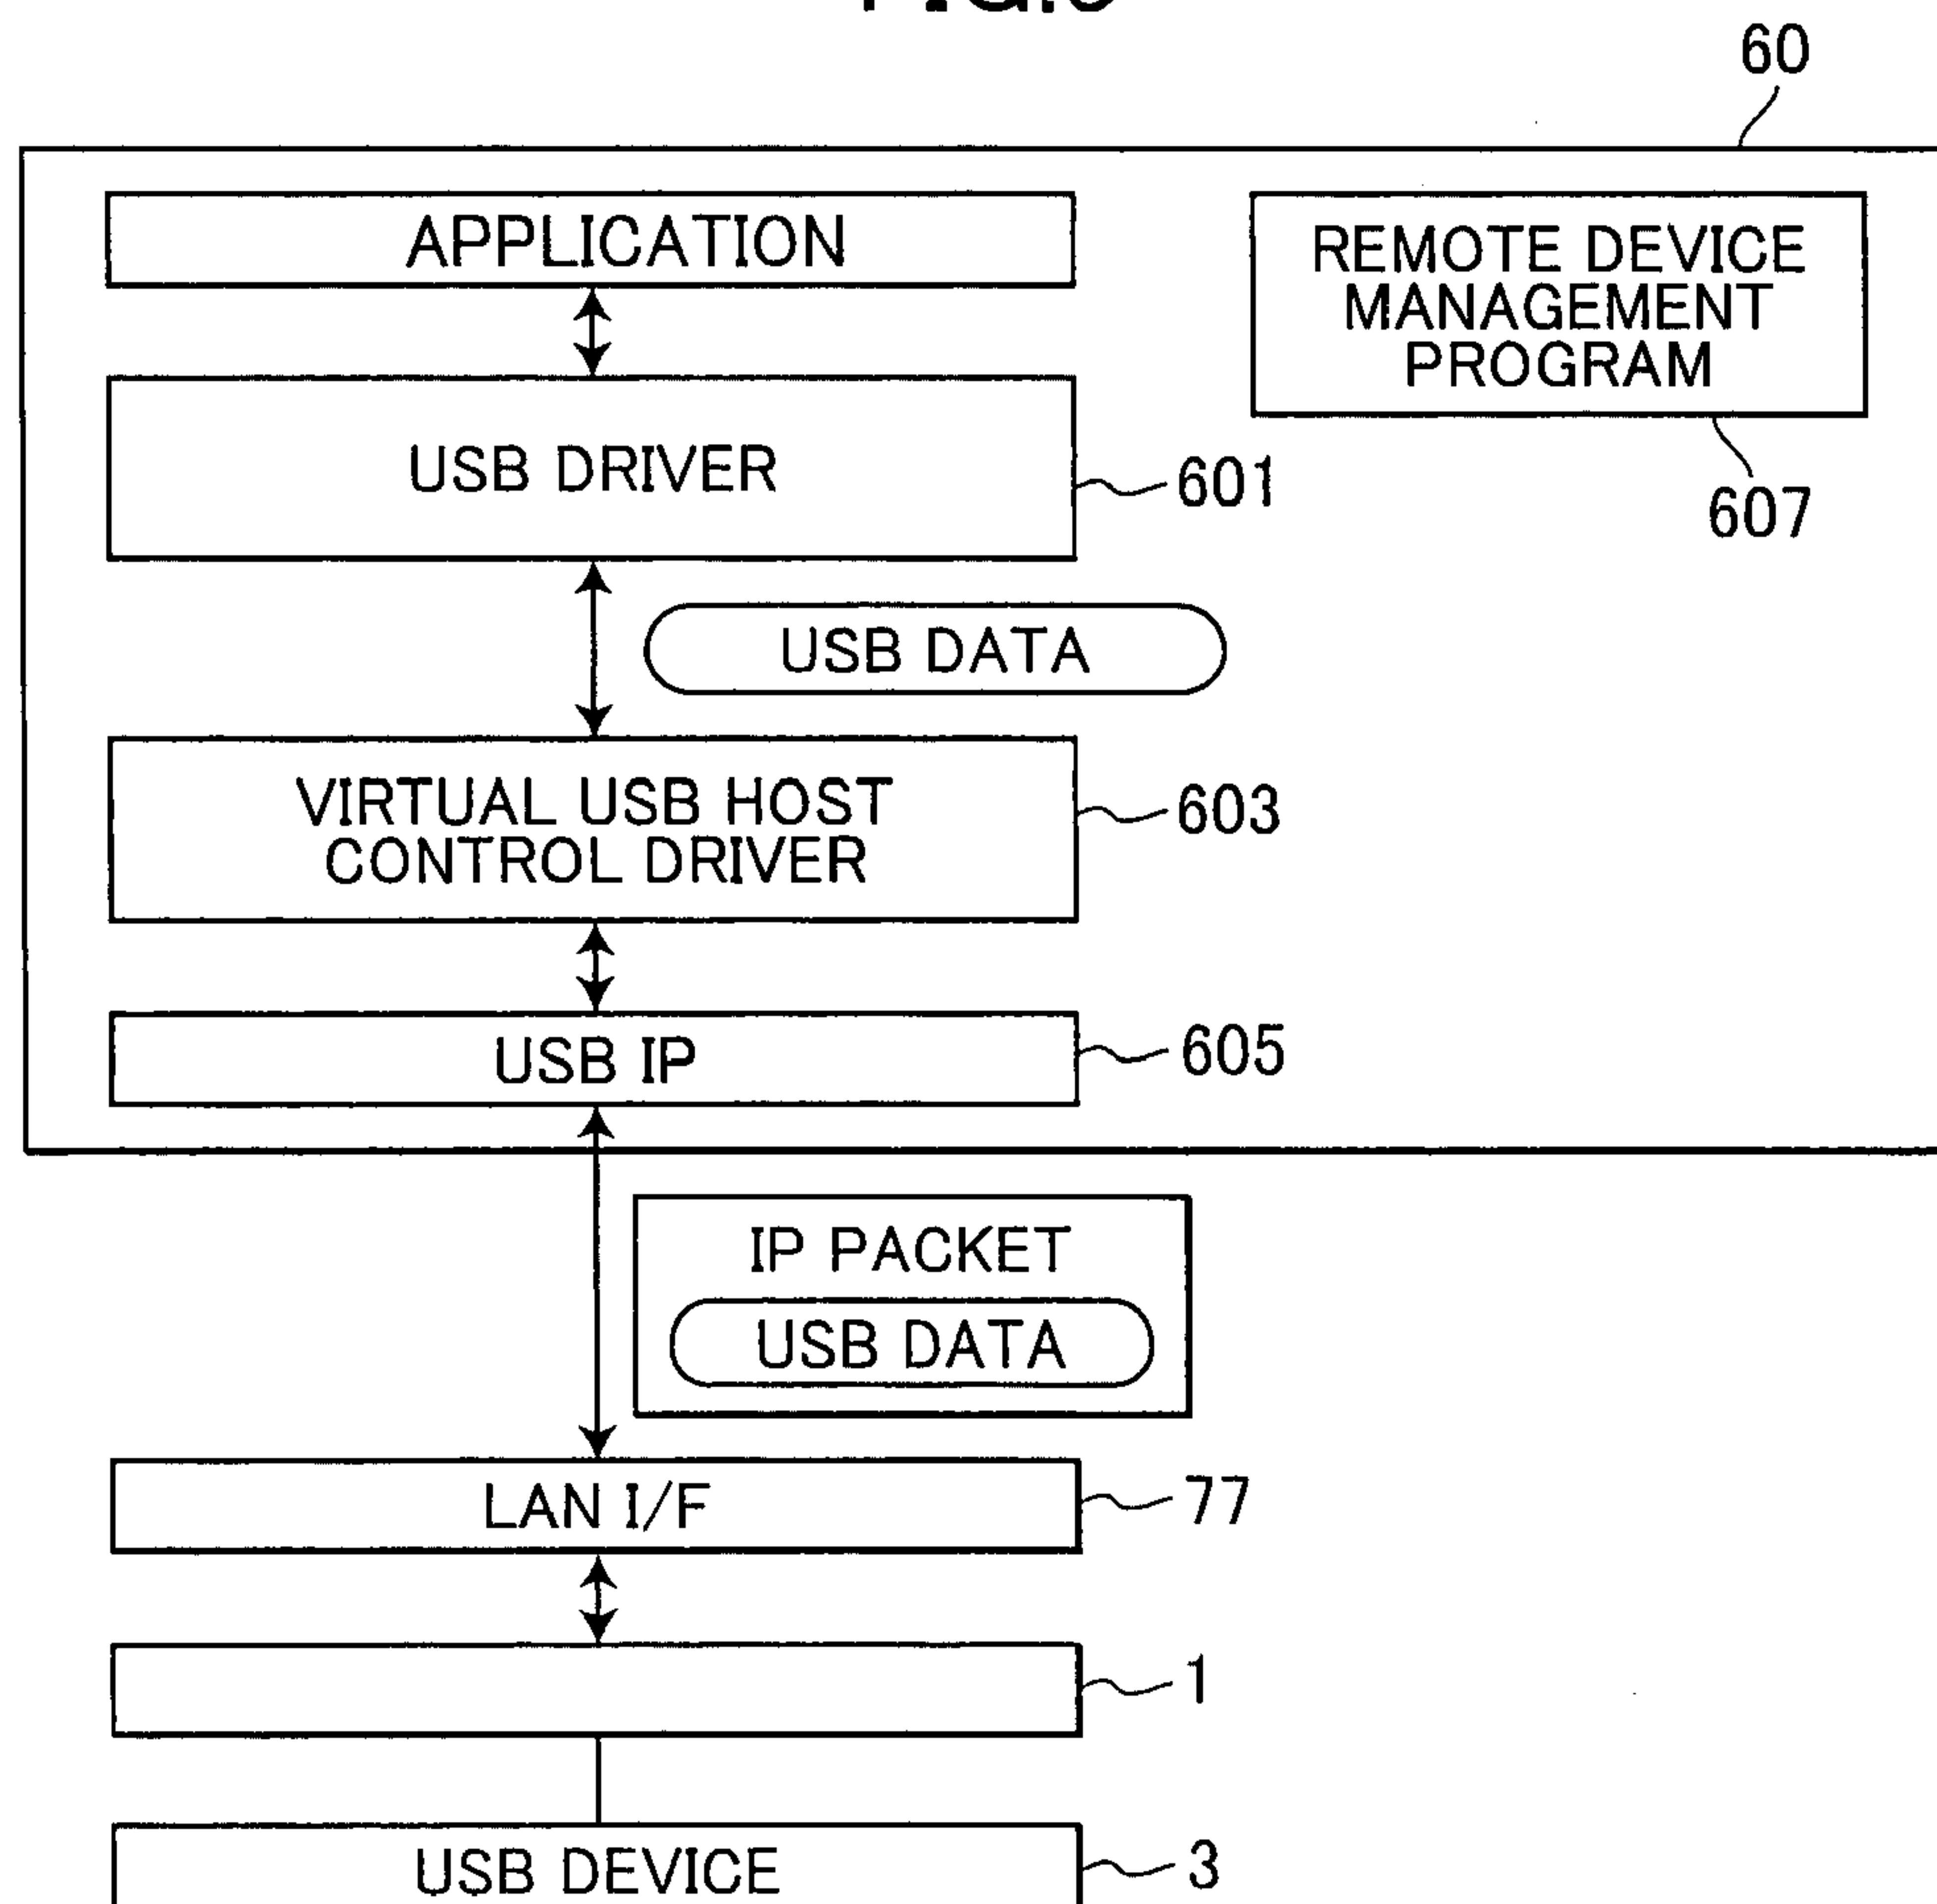 60
APPLICATION
REMOTE DEVICE
MANAGEMENT
PROGRAM
607
USB DRIVER
601
USB DATA
VIRTUAL USB HOST
CONTROL DRIVER
603
USB IP
605
IP PACKET
USB DATA
LAN I/F
77
1
USB DEVICE
3